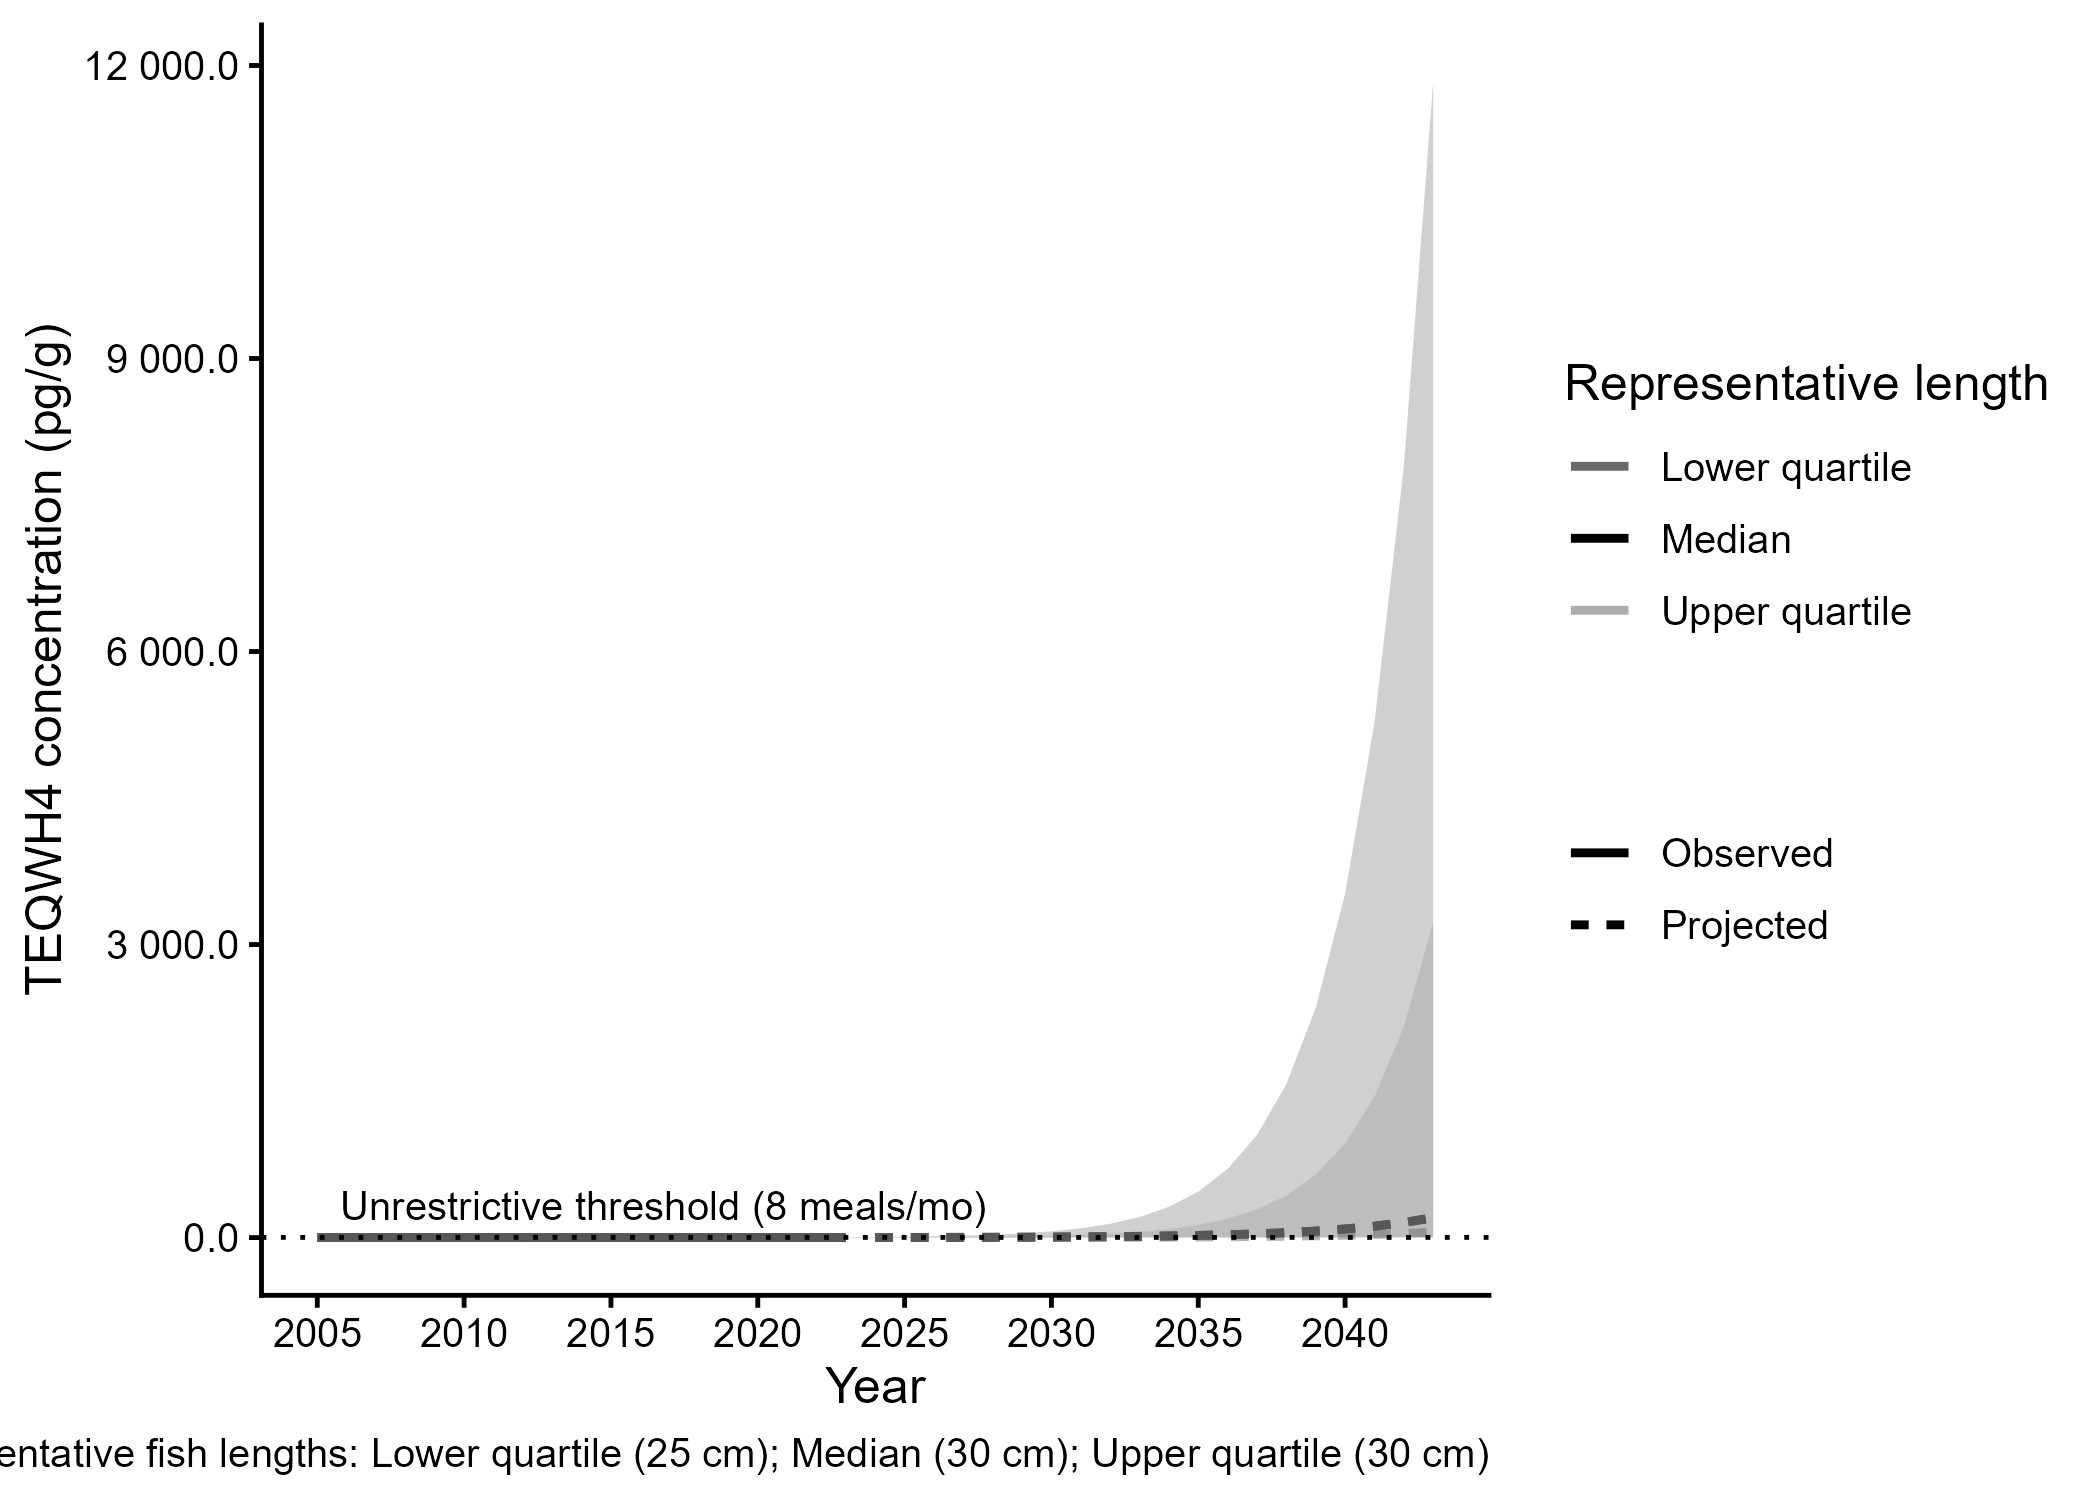 12 000.0
9 000.0
6 000.0
3 000.0
0.0
TEQWH4 concentration (pg/g)
Unrestrictive threshold (8 meals/mo)
2005 2010 2015 2020 2025 2030 2035 2040
Year
Representative length
Lower quartile
Median
Upper quartile
Observed
Projected
fish lengths: Lower quartile (25 cm); Median (30 cm); Upper quartile (30 cm)